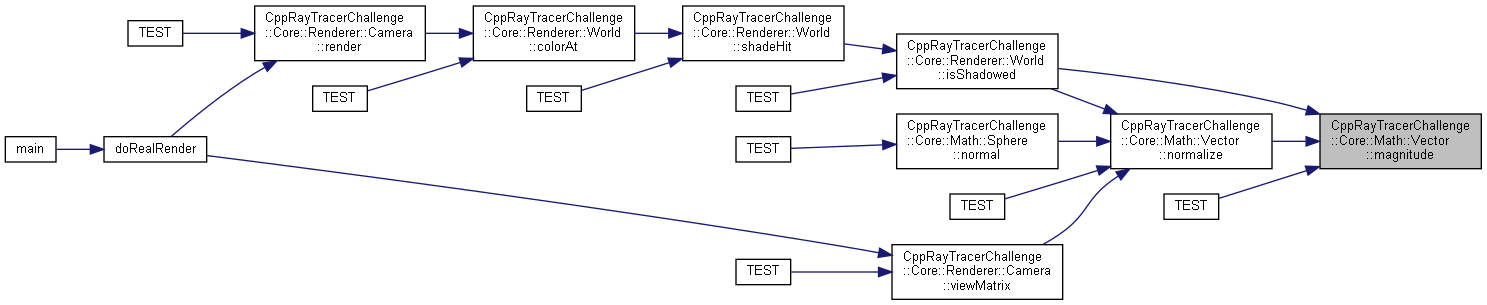 CppRayTracerChallenge
::Core::Renderer::Camera
::render
TEST
CppRayTracerChallenge
::Core::Renderer::World
::colorAt
CppRayTracerChallenge
::Core::Renderer::World
::shadeHit
CppRayTracerChallenge
::Core::Renderer::World
::isShadowed
TEST
TEST
TEST
main
doRealRender
TEST
CppRayTracerChallenge
::Core::Math::Sphere
::normal
CppRayTracerChallenge
::Core::Math::Vector
::normalize
CppRayTracerChallenge
::Core::Math::Vector
::magnitude
TEST
TEST
TEST
CppRayTracerChallenge
::Core::Renderer::Camera
::viewMatrix